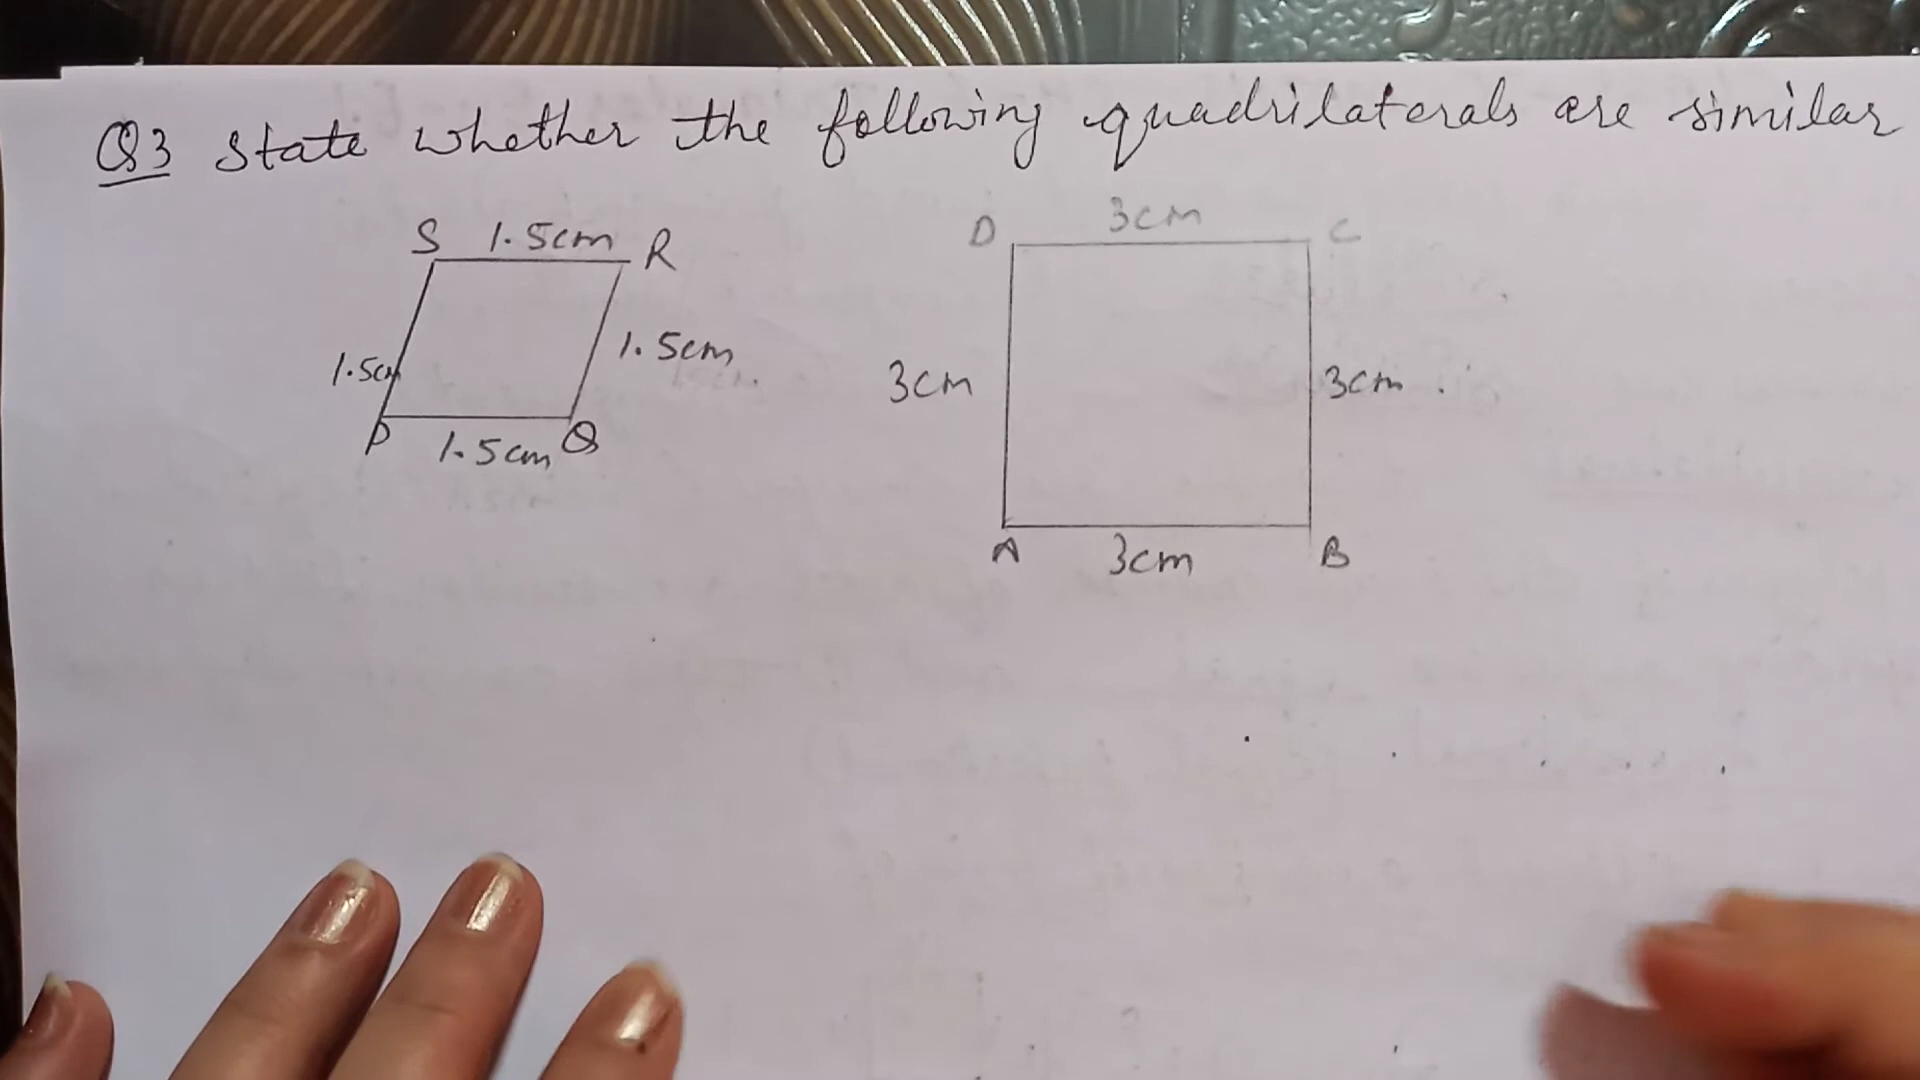 Q3 State whether the following quadrilaterals are similar
S 1.5cm R
1.5cm
1.5cm
P 1.5cm Q
D 3cm C
3cm
3cm
A 3cm B